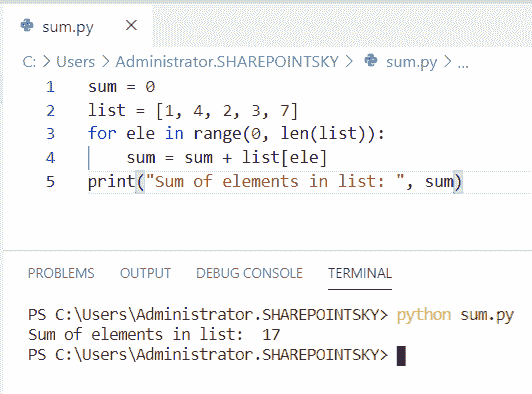 sum.py ×
C: > Users > Administrator.SHAREPOINTSKY > sum.py > ...
1 sum = 0
2 list = [1, 4, 2, 3, 7]
3 for ele in range(0, len(list)):
4     sum = sum + list[ele]
5 print("Sum of elements in list: ", sum)
PROBLEMS OUTPUT DEBUG CONSOLE TERMINAL
PS C:\Users\Administrator.SHAREPOINTSKY> python sum.py
Sum of elements in list:  17
PS C:\Users\Administrator.SHAREPOINTSKY>